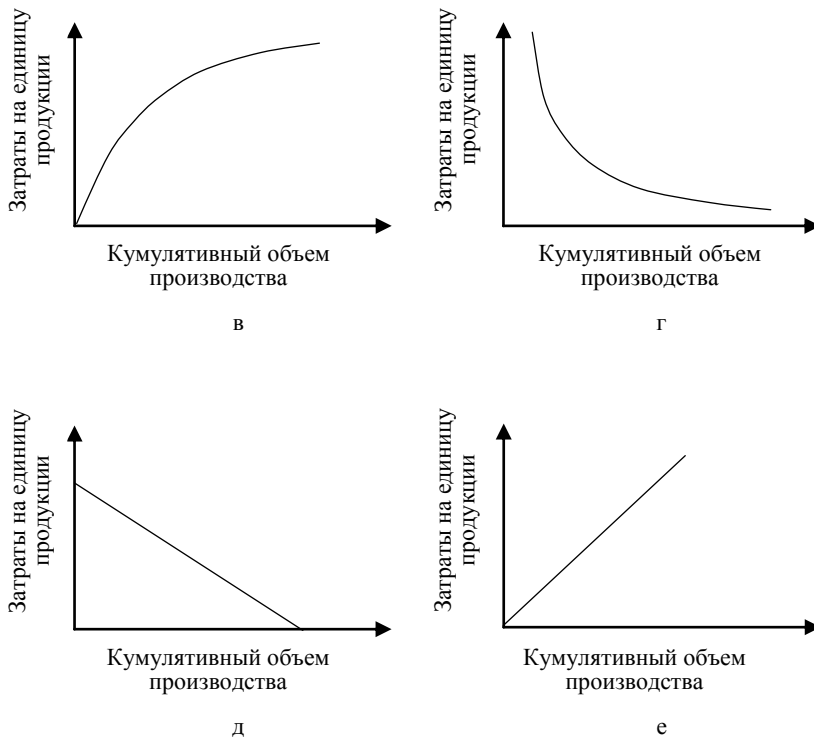 Затраты на единицу
продукции
Кумулятивный объем
производства
в
Затраты на единицу
продукции
Кумулятивный объем
производства
г
Затраты на единицу
продукции
Кумулятивный объем
производства
д
Затраты на единицу
продукции
Кумулятивный объем
производства
е